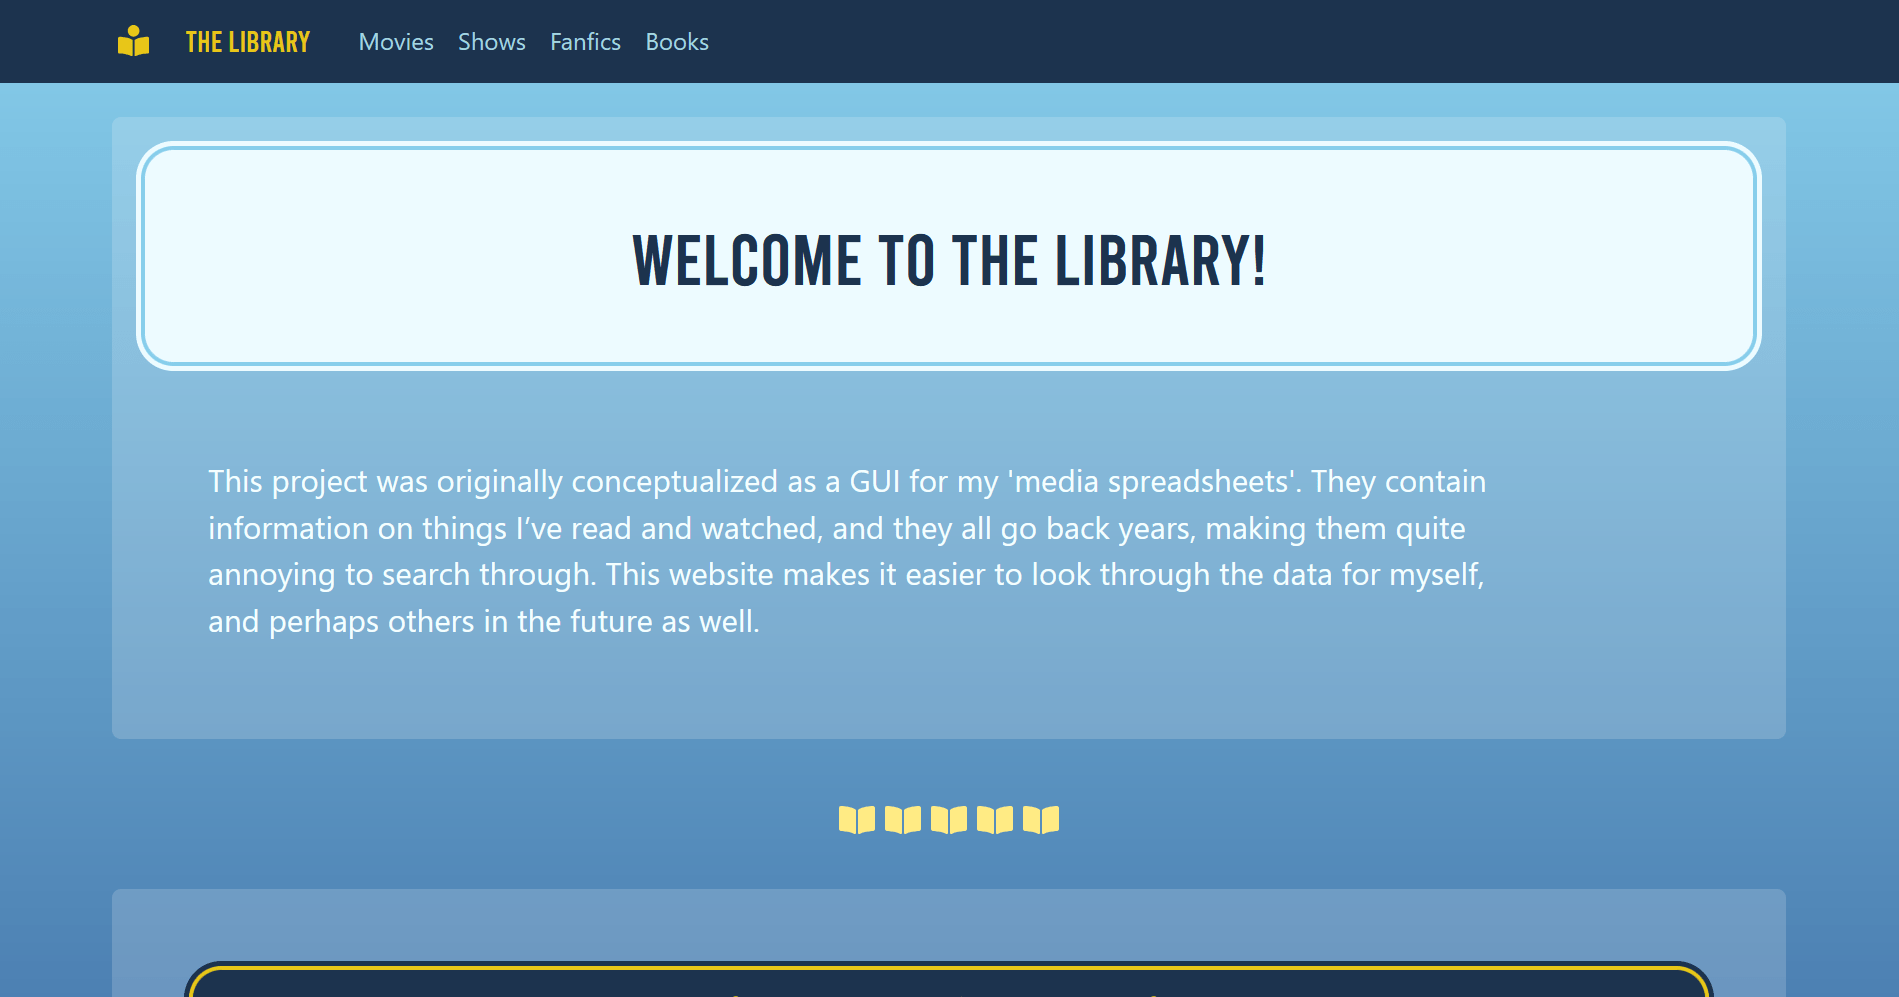 THE LIBRARY Movies Shows Fanfics Books
WELCOME TO THE LIBRARY!
This project was originally conceptualized as a GUI for my 'media spreadsheets'. They contain
information on things I’ve read and watched, and they all go back years, making them quite
annoying to search through. This website makes it easier to look through the data for myself,
and perhaps others in the future as well.